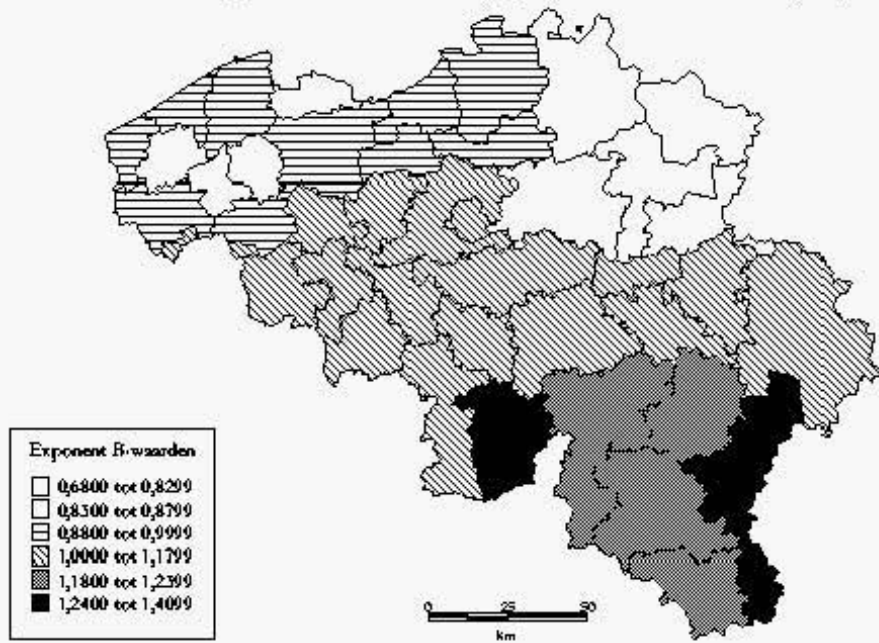 Exponent B-waarden
0,6800 tot 0,8299
0,8300 tot 0,8799
0,8800 tot 0,9999
1,0000 tot 1,1799
1,1800 tot 1,2399
1,2400 tot 1,4099
0 25 50
km